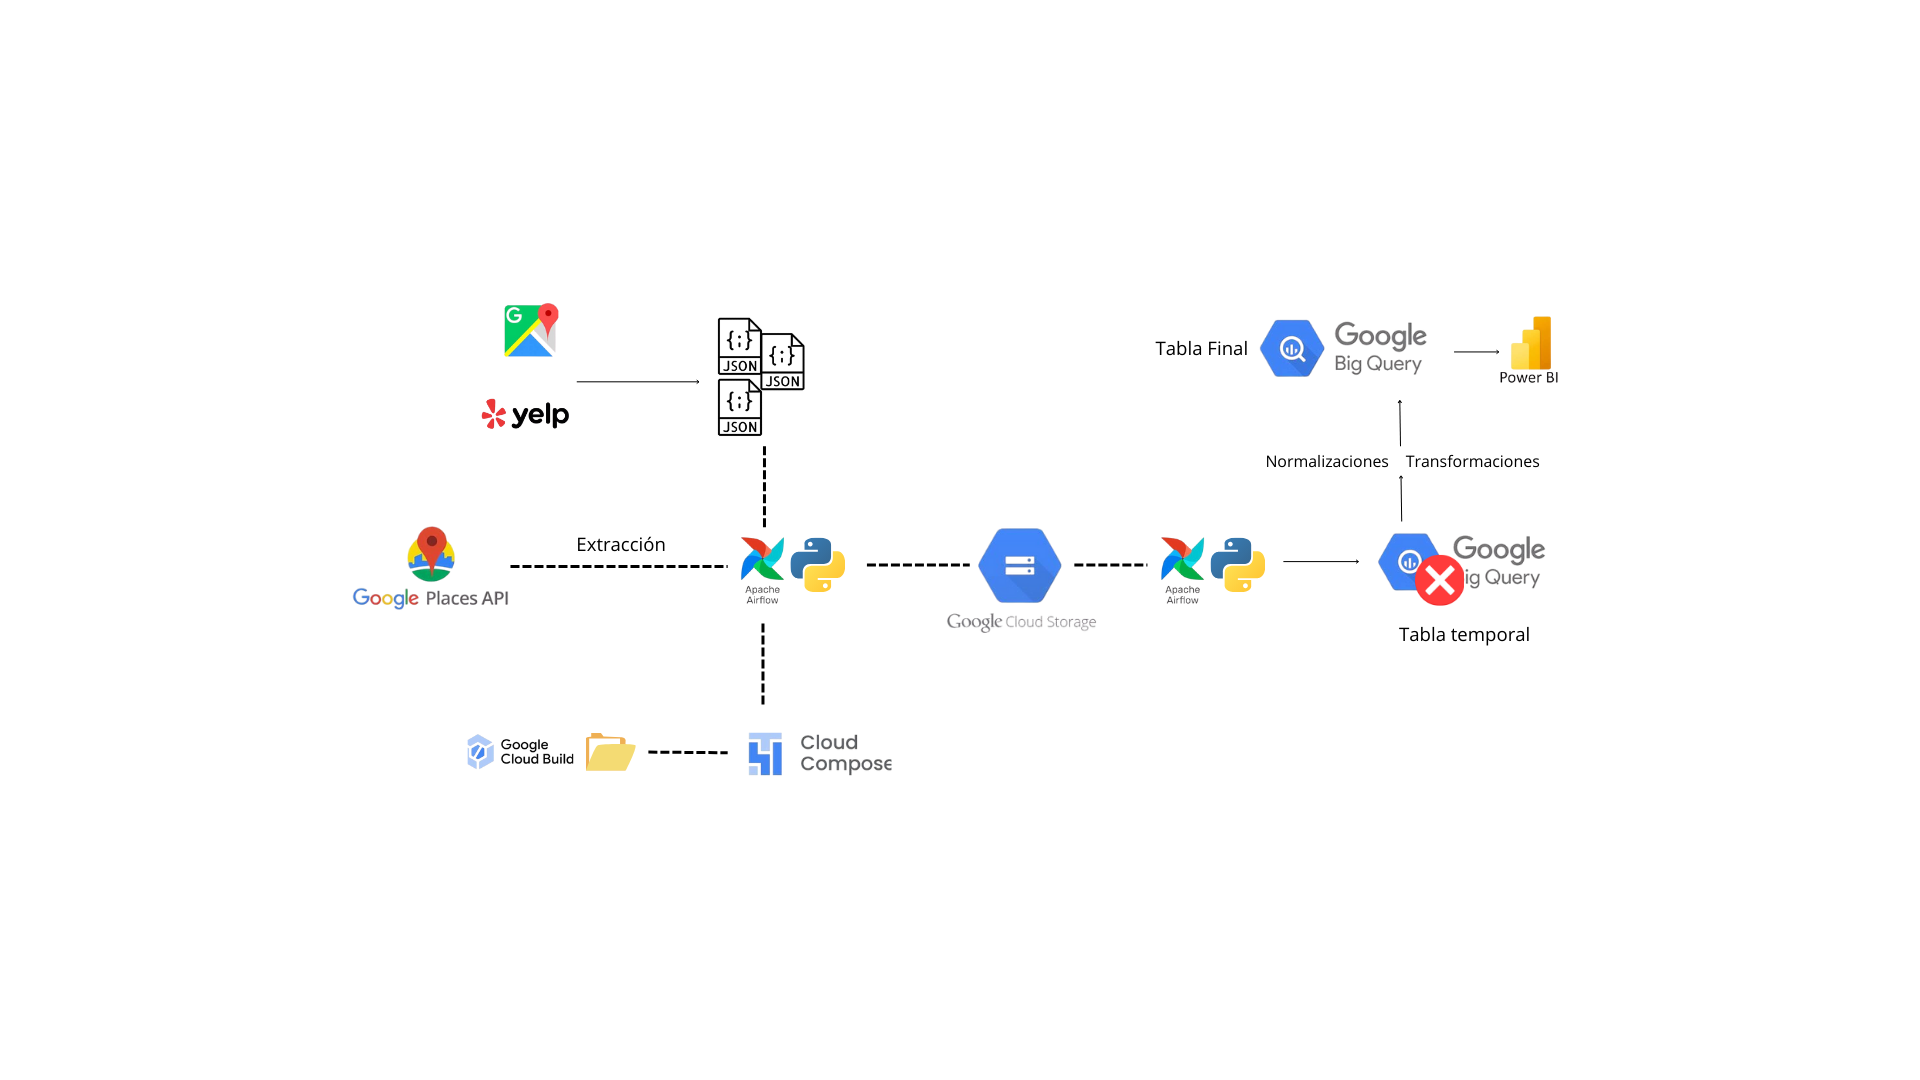 G
{;}
JSON
{;}
JSON
{;}
JSON
yelp
Tabla Final
Google
Big Query
Power BI
Normalizaciones
Transformaciones
Extracción
Google Places API
Apache
Airflow
Google Cloud Storage
Apache
Airflow
Google
ig Query
Tabla temporal
Google
Cloud Build
Cloud
Compose